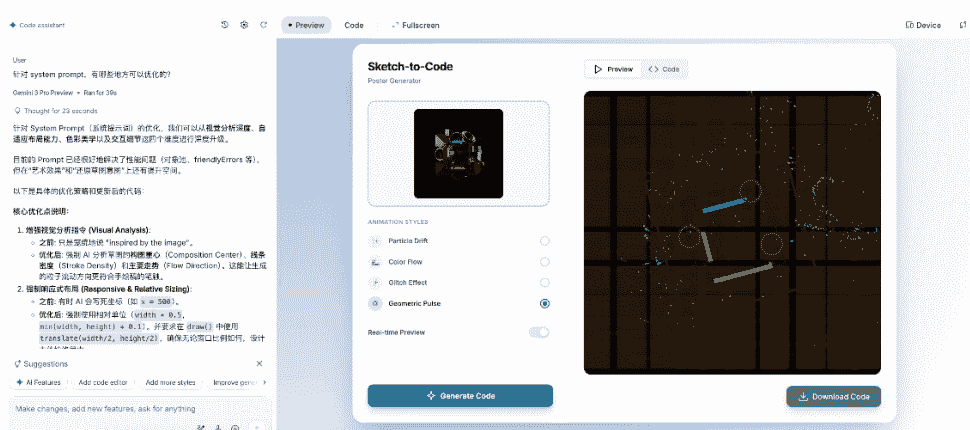 Code assistant
User
针对 system prompt，有哪些地方可以优化的?
Gemini 3 Pro Preview • Ran for 39s
Thought for 23 seconds
针对 System Prompt（系统提示词）的优化，我们可以从视觉分析深度、自
适应布局能力、色彩美学以及交互细节这四个维度进行深度升级。
目前的 Prompt 已经很好地解决了性能问题（对象池、friendlyErrors 等），
但在“艺术效果”和“还原草图意图”上还有提升空间。
以下是具体的优化策略和更新后的代码:
核心优化点说明:
1. 增强视觉分析指令 (Visual Analysis):
之前: 只是笼统地说 "inspired by the image"。
优化后: 强制 AI 分析草图的构图重心（Composition Center）、线条
密度（Stroke Density）和主要走势（Flow Direction）。这能让生成
的粒子流动方向更符合手绘稿的笔触。
2. 强制响应式布局 (Responsive & Relative Sizing):
之前: 有时 AI 会写死坐标（如 x = 500）。
优化后: 强制使用相对单位（width * 0.5,
min(width, height) * 0.1），并要求在 draw() 中使用
translate(width/2, height/2)，确保无论窗口比例如何，设计
Suggestions
AI Features
Add code editor
Add more styles
Improve gene
Make changes, add new features, ask for anything
Preview
Code
Fullscreen
Device
Sketch-to-Code
Poster Generator
ANIMATION STYLES
Particle Drift
Color Flow
Glitch Effect
Geometric Pulse
Real-time Preview
Generate Code
Preview
Code
Download Code